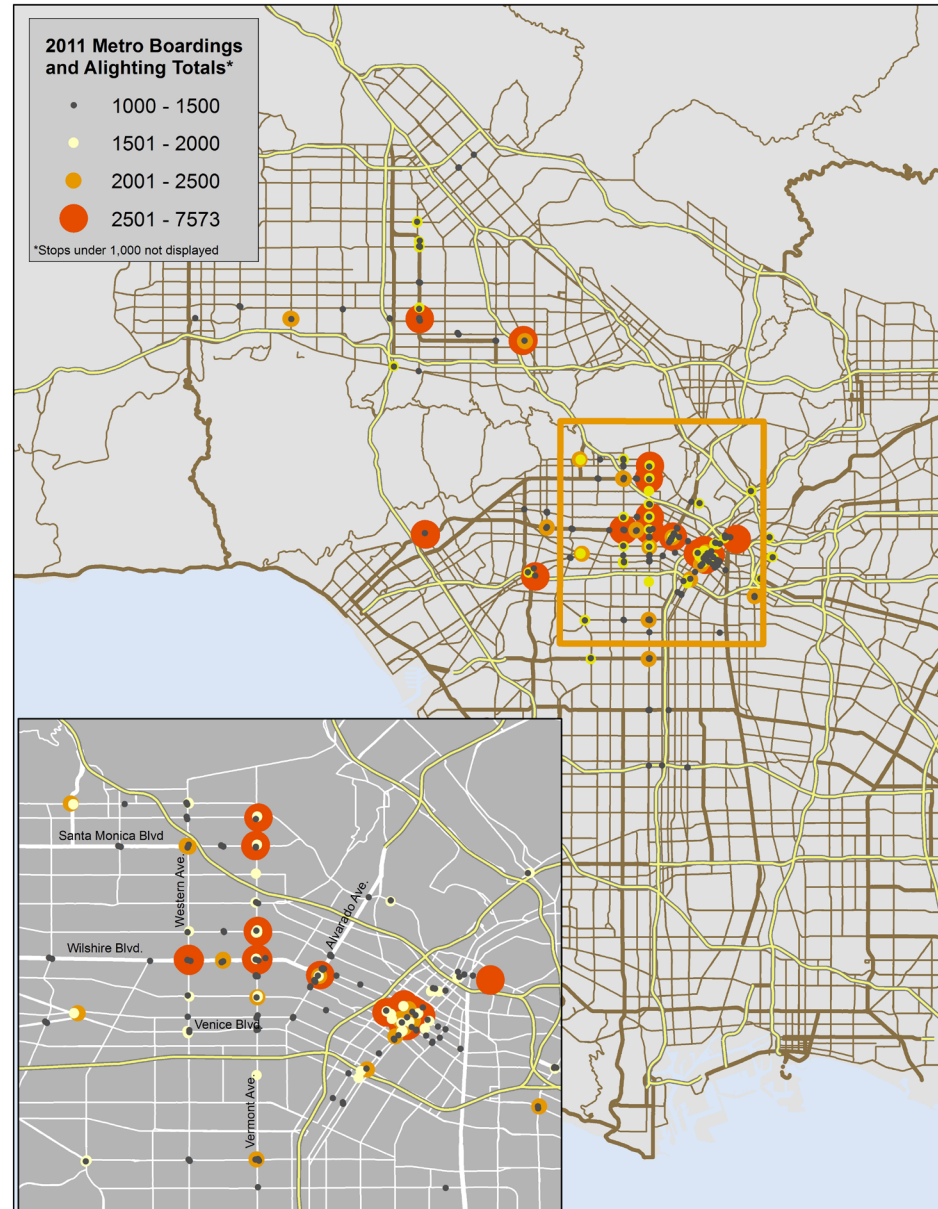 2011 Metro Boardings
and Alighting Totals*
1000 - 1500
1501 - 2000
2001 - 2500
2501 - 7573
*Stops under 1,000 not displayed
Santa Monica Blvd
Western Ave.
Alvarado Ave.
Wilshire Blvd.
Venice Blvd.
Vermont Ave.